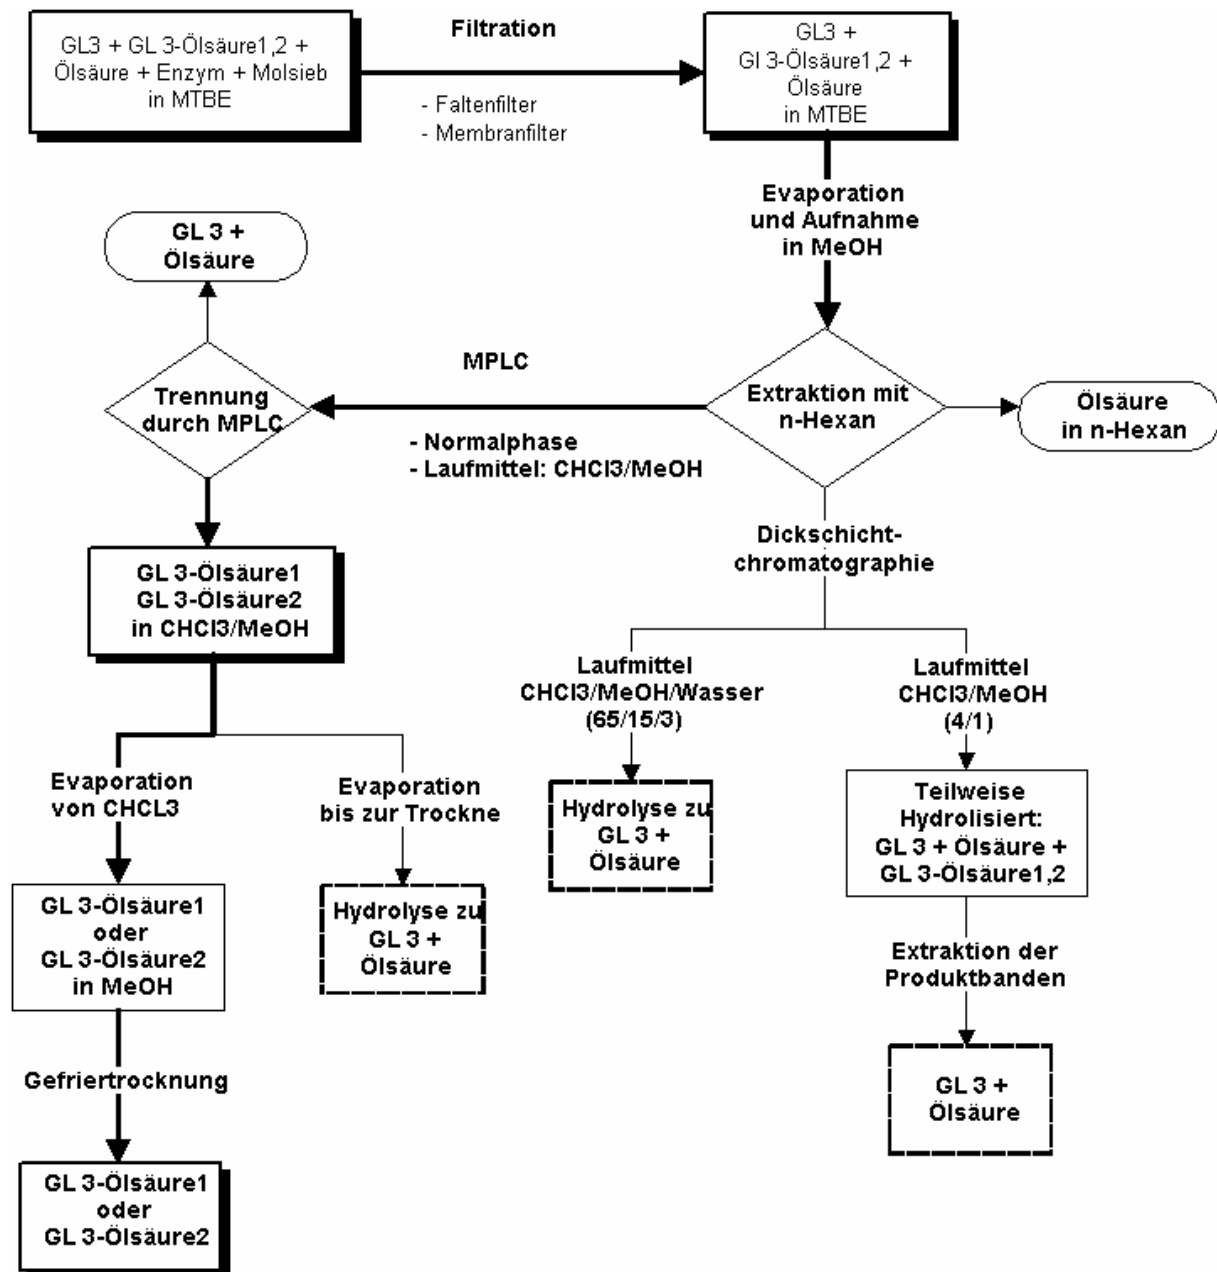 GL3 + GL 3-Ölsäure1,2 +
Ölsäure + Enzym + Molsieb
in MTBE
Filtration
- Faltenfilter
- Membranfilter
GL3 +
Gl 3-Ölsäure1,2 +
Ölsäure
in MTBE
Evaporation
und Aufnahme
in MeOH
GL 3 +
Ölsäure
Trennung
durch MPLC
MPLC
- Normalphase
- Laufmittel: CHCl3/MeOH
Extraktion mit
n-Hexan
Ölsäure
in n-Hexan
Dickschicht-
chromatographie
GL 3-Ölsäure1
GL 3-Ölsäure2
in CHCl3/MeOH
Laufmittel
CHCl3/MeOH/Wasser
(65/15/3)
Laufmittel
CHCl3/MeOH
(4/1)
Evaporation
von CHCL3
Evaporation
bis zur Trockne
Hydrolyse zu
GL 3 +
Ölsäure
Teilweise
Hydrolisiert:
GL 3 + Ölsäure +
GL 3-Ölsäure1,2
GL 3-Ölsäure1
oder
GL 3-Ölsäure2
in MeOH
Hydrolyse zu
GL 3 +
Ölsäure
Extraktion der
Produktbanden
Gefriertrocknung
GL 3 +
Ölsäure
GL 3-Ölsäure1
oder
GL 3-Ölsäure2